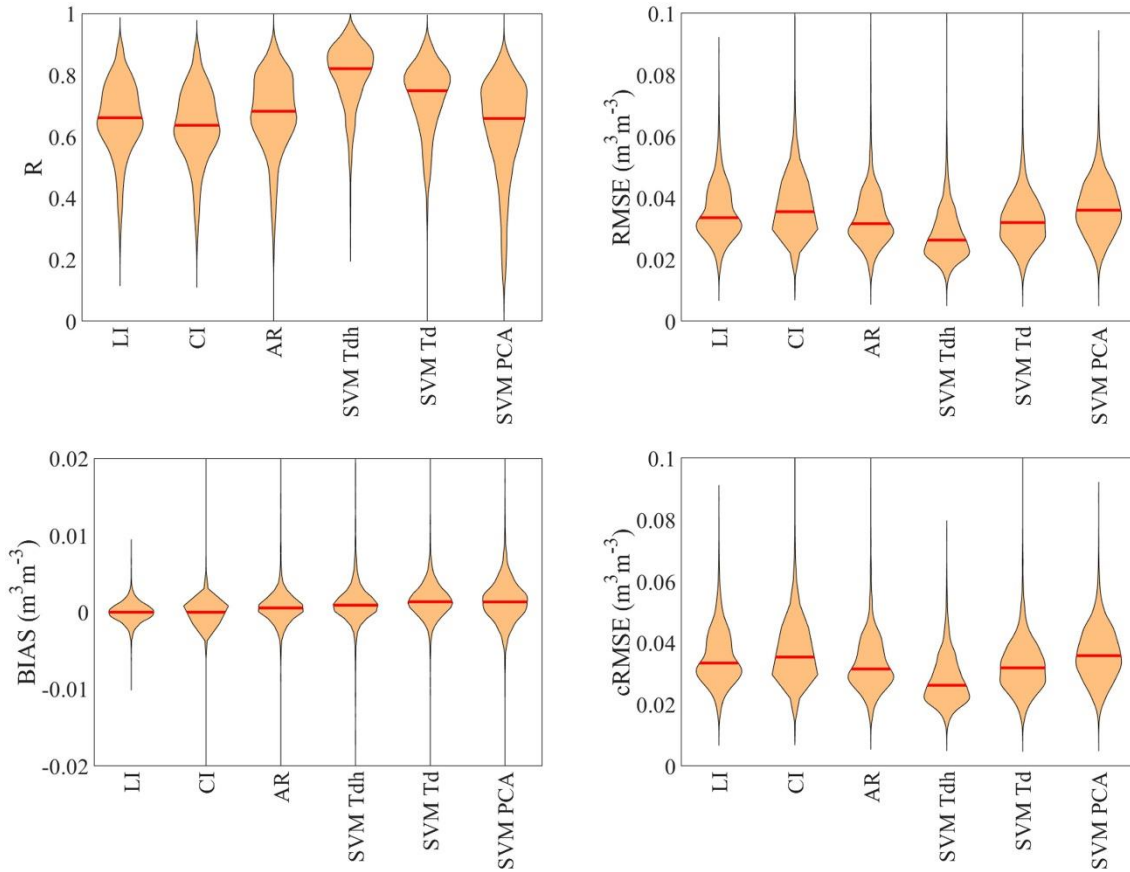 1
0.8
0.6
0.4
0.2
0
R
LI
CI
AR
SVM Tdh
SVM Td
SVM PCA
0.1
0.08
0.06
0.04
0.02
0
RMSE (m³m⁻³)
LI
CI
AR
SVM Tdh
SVM Td
SVM PCA
0.02
0.01
0
-0.01
-0.02
BIAS (m³m⁻³)
LI
CI
AR
SVM Tdh
SVM Td
SVM PCA
0.1
0.08
0.06
0.04
0.02
0
cRMSE (m³m⁻³)
LI
CI
AR
SVM Tdh
SVM Td
SVM PCA